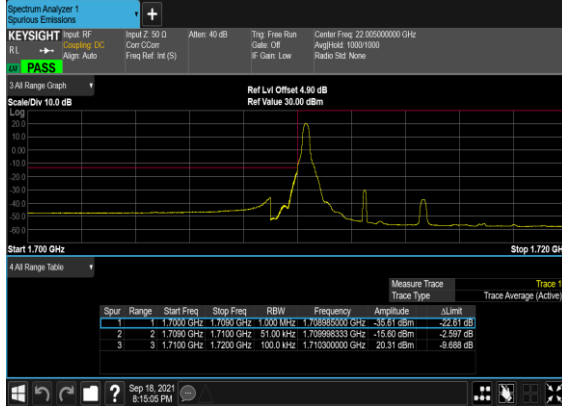 Spectrum Analyzer 1
Spurious Emissions
+
KEYSIGHT Input: RF Input Z: 50 Ω Atten: 40 dB Trig: Free Run Center Freq: 22.005000000 GHz
RL Coupling: DC Corr CCorr Gate: Off Avg|Hold: 1000/1000
Align: Auto Freq Ref: Int (S) IF Gain: Low Radio Std: None
PASS
3 All Range Graph
Ref Lvl Offset 4.90 dB
Scale/Div 10.0 dB Ref Value 30.00 dBm
Log
20.0
10.0
0.00
-10.0
-20.0
-30.0
-40.0
-50.0
-60.0
Start 1.700 GHz Stop 1.720 GH
4 All Range Table
Measure Trace Trace 1
Trace Type Trace Average (Active)
Spur Range Start Freq Stop Freq RBW Frequency Amplitude ΔLimit
1 1 1.7000 GHz 1.7090 GHz 1.000 MHz 1.708985000 GHz -35.61 dBm -22.61 dB
2 2 1.7090 GHz 1.7100 GHz 51.00 kHz 1.709998333 GHz -15.60 dBm -2.597 dB
3 3 1.7100 GHz 1.7200 GHz 100.0 kHz 1.710300000 GHz 20.31 dBm -9.688 dB
? Sep 18, 2021
8:15:05 PM